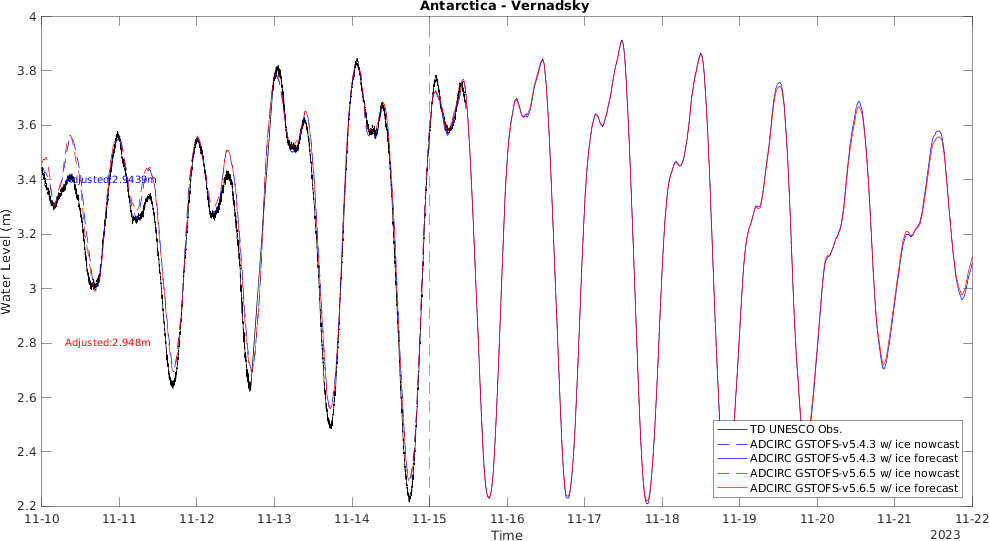 Antarctica - Vernadsky
4
3.8
3.6
3.4
3.2
3
2.8
2.6
2.4
2.2
Water Level (m)
Adjusted:2.9439m
Adjusted:2.948m
TD UNESCO Obs.
ADCIRC GSTOFS-v5.4.3 w/ ice nowcast
ADCIRC GSTOFS-v5.4.3 w/ ice forecast
ADCIRC GSTOFS-v5.6.5 w/ ice nowcast
ADCIRC GSTOFS-v5.6.5 w/ ice forecast
11-10 11-11 11-12 11-13 11-14 11-15 11-16 11-17 11-18 11-19 11-20 11-21 11-22
Time
2023